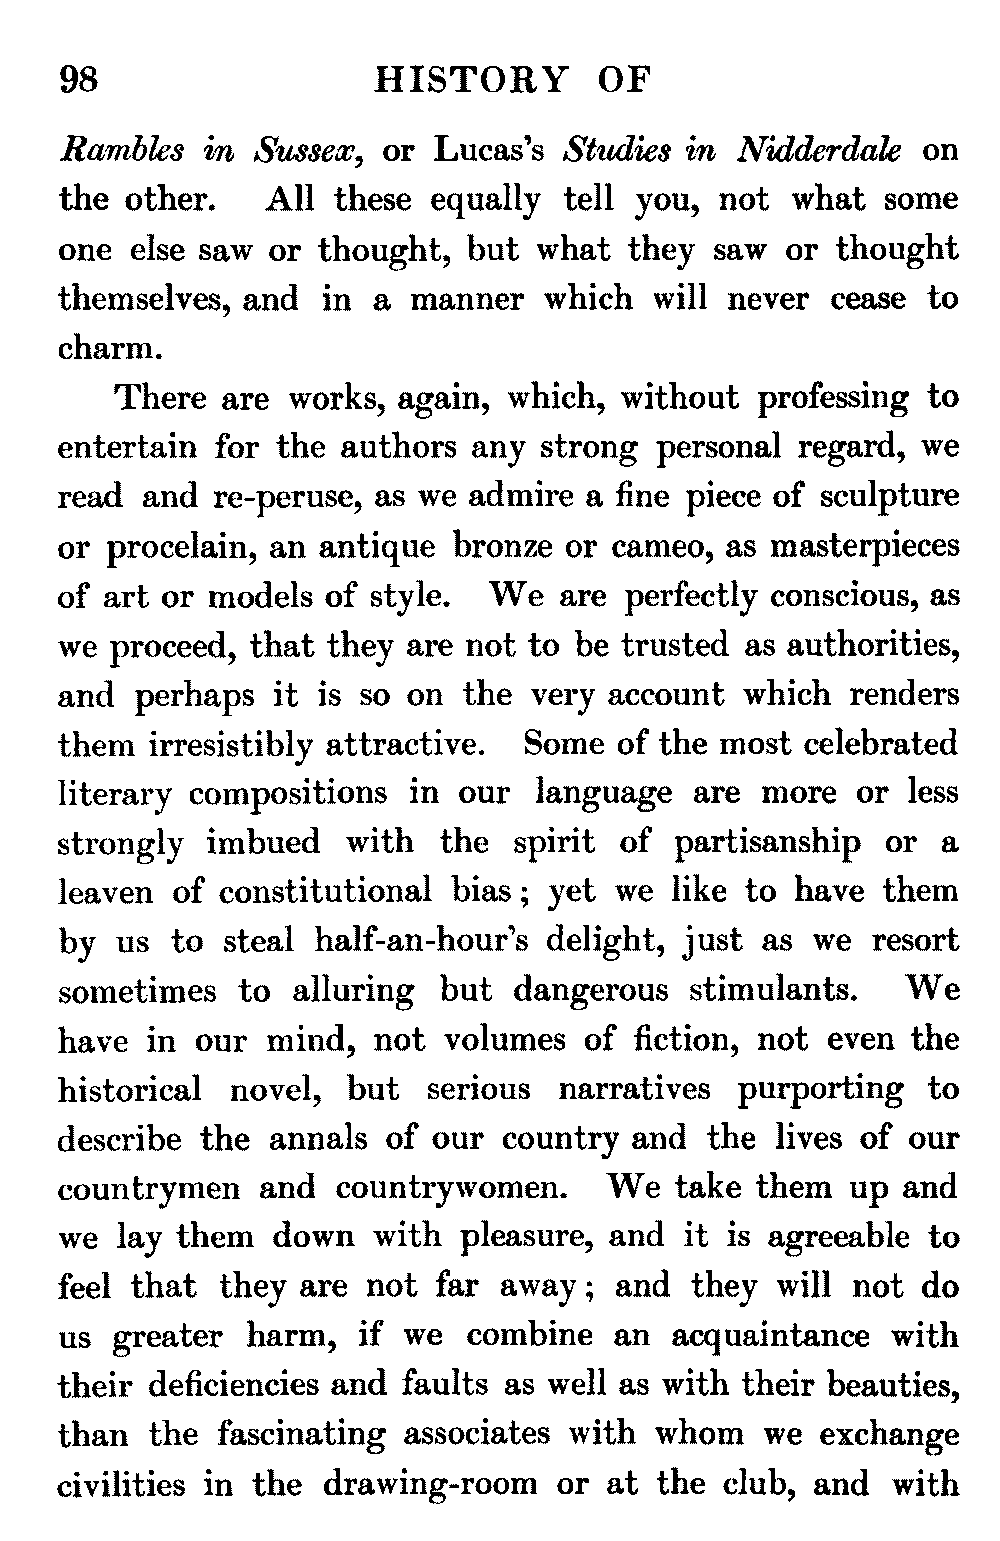 98 HISTORY OF
Rambles in Sussex, or Lucas's Studies in Nidderdale on
the other. All these equally tell you, not what some
one else saw or thought, but what they saw or thought
themselves, and in a manner which will never cease to
charm.
There are works, again, which, without professing to
entertain for the authors any strong personal regard, we
read and re-peruse, as we admire a fine piece of sculpture
or procelain, an antique bronze or cameo, as masterpieces
of art or models of style. We are perfectly conscious, as
we proceed, that they are not to be trusted as authorities,
and perhaps it is so on the very account which renders
them irresistibly attractive. Some of the most celebrated
literary compositions in our language are more or less
strongly imbued with the spirit of partisanship or a
leaven of constitutional bias; yet we like to have them
by us to steal half-an-hour's delight, just as we resort
sometimes to alluring but dangerous stimulants. We
have in our mind, not volumes of fiction, not even the
historical novel, but serious narratives purporting to
describe the annals of our country and the lives of our
countrymen and countrywomen. We take them up and
we lay them down with pleasure, and it is agreeable to
feel that they are not far away; and they will not do
us greater harm, if we combine an acquaintance with
their deficiencies and faults as well as with their beauties,
than the fascinating associates with whom we exchange
civilities in the drawing-room or at the club, and with